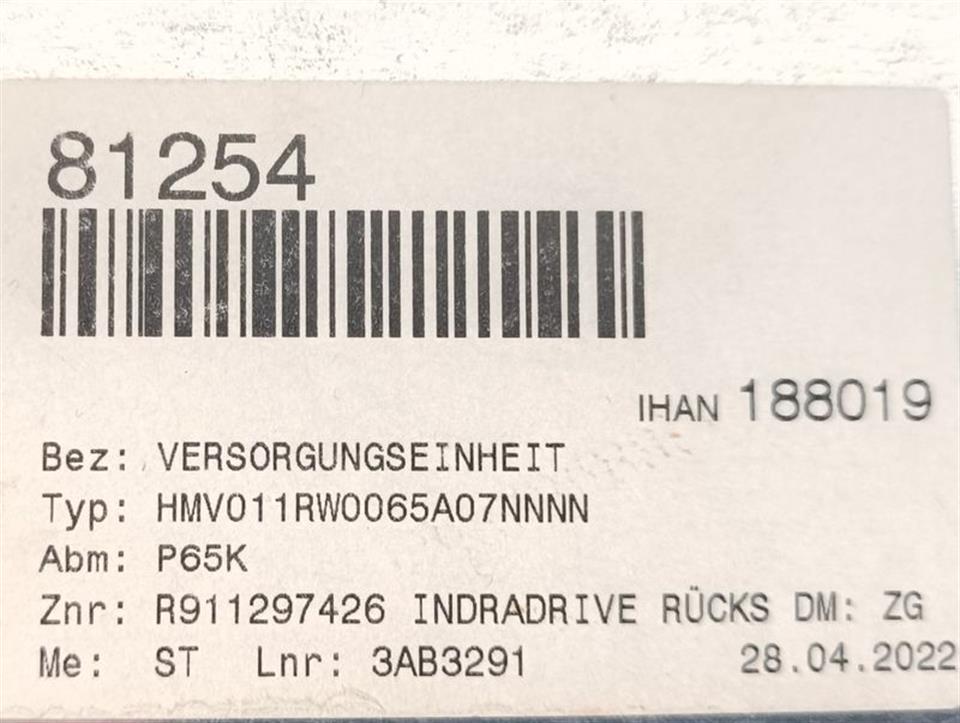 81254
IHAN 188019
Bez: VERSORGUNGSEINHEIT
Typ: HMV011RW0065A07NNNN
Abm: P65K
Znr: R911297426 INDRADRIVE RÜCKS DM: ZG
Me: ST Lnr: 3AB3291 28.04.2022